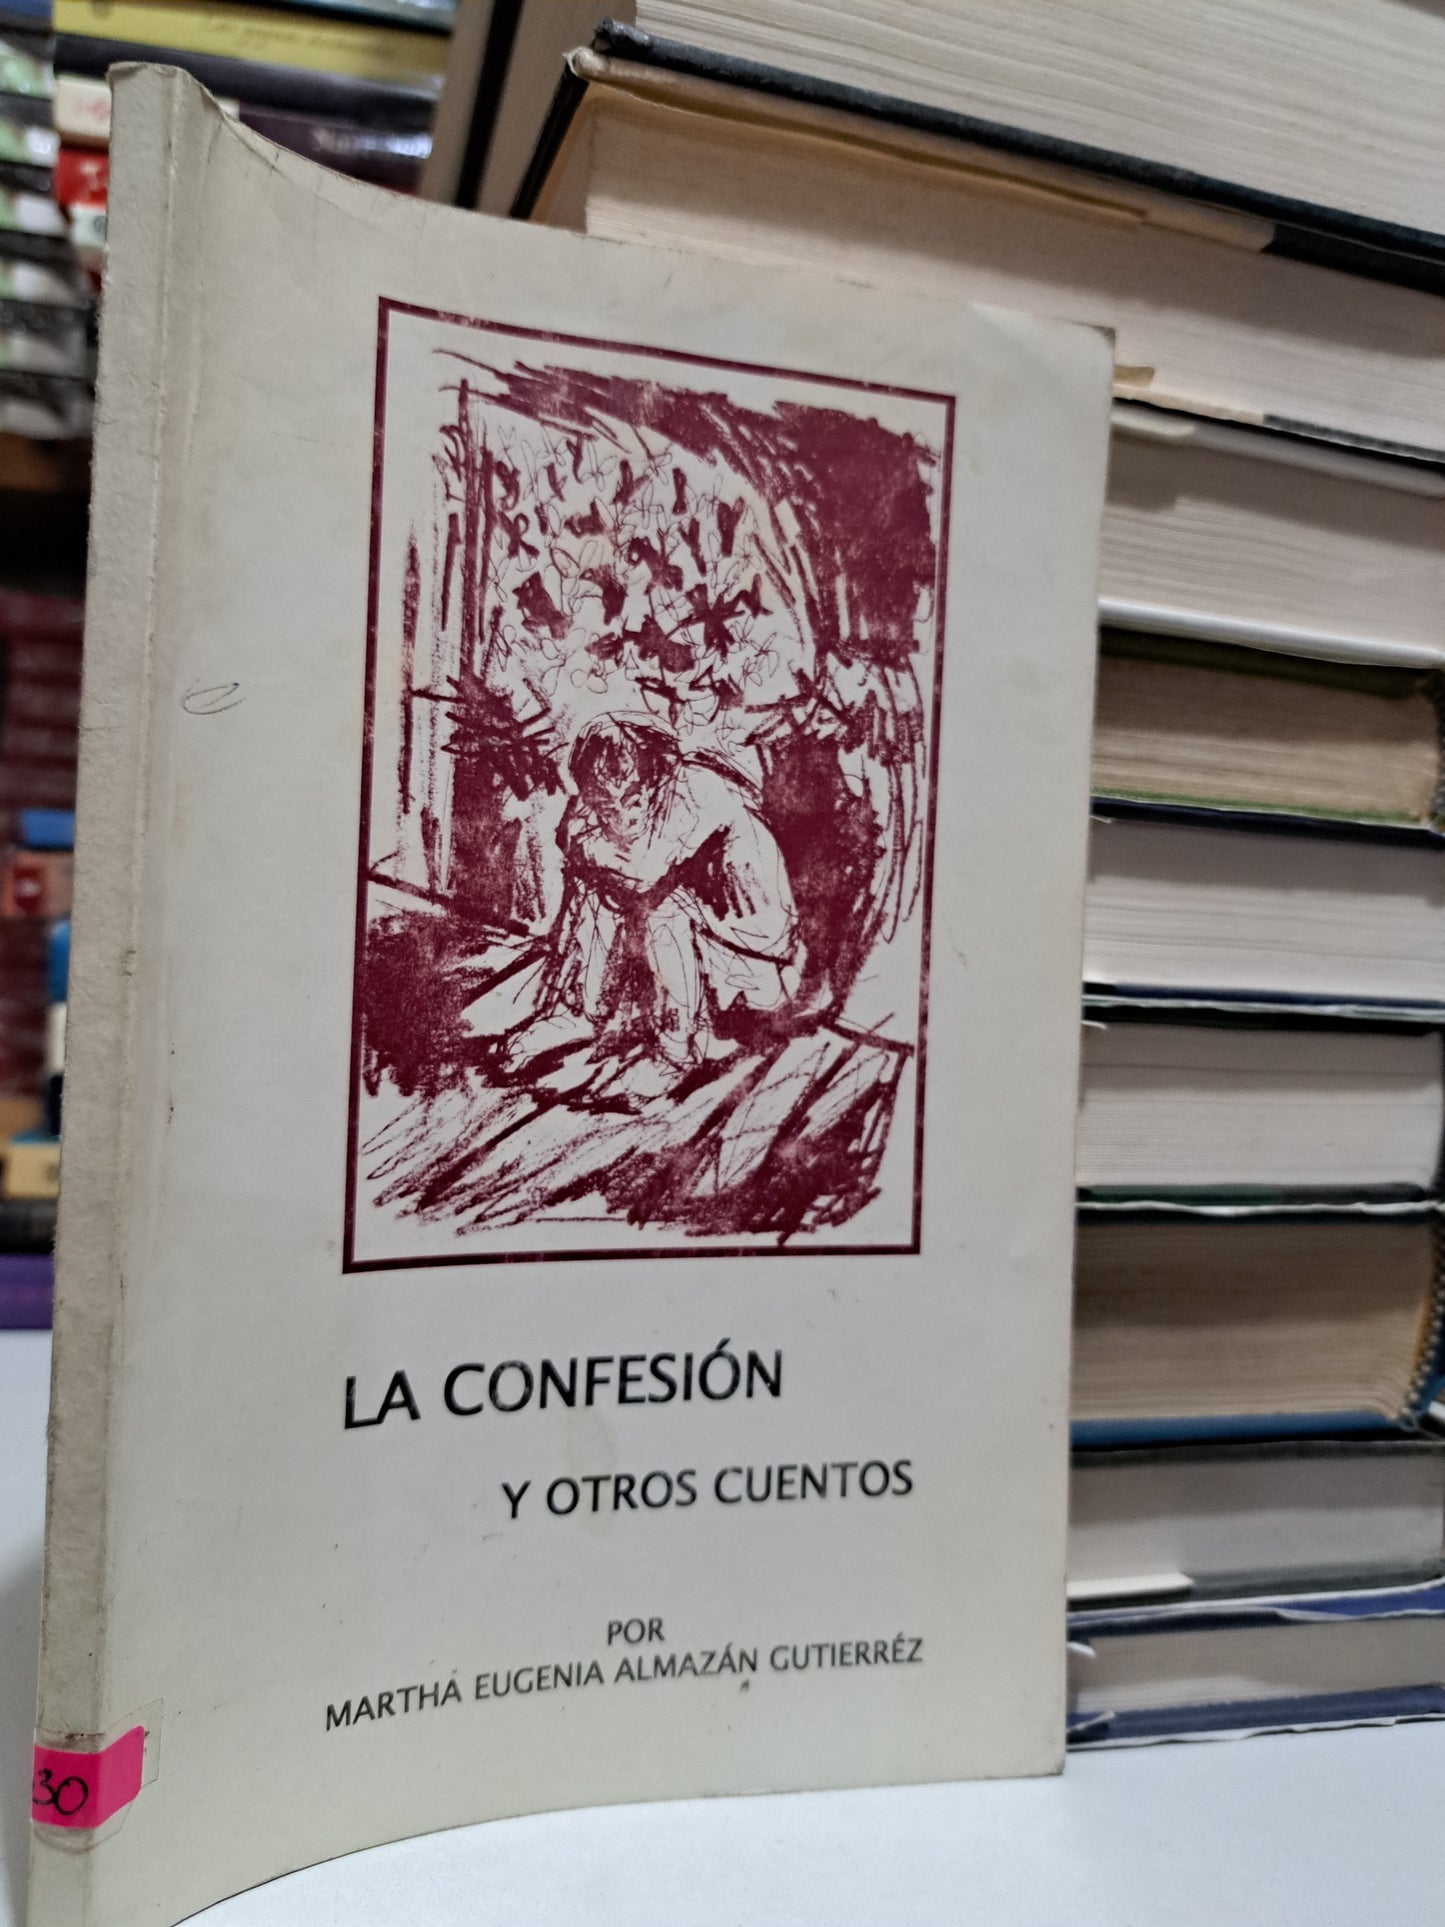 LA CONFESIÓN
Y OTROS CUENTOS
POR
MARTHA EUGENIA ALMAZÁN GUTIERRÉZ
30